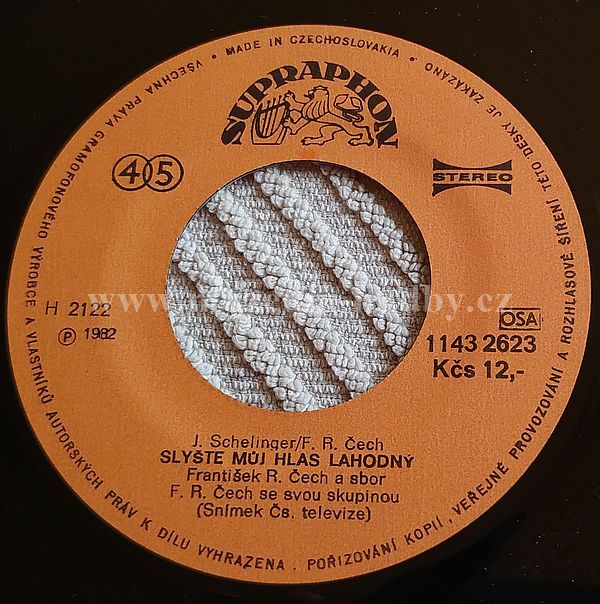 VŠECHNA PRÁVA GRAMOFONOVÉHO VÝROBCE A VLASTNÍKŮ AUTORSKÝCH PRÁV K DÍLU VYHRAZENA . POŘIZOVÁNÍ KOPIÍ , VEŘEJNÉ PROVOZOVÁNÍ A ROZHLASOVÉ ŠÍŘENÍ TÉTO DESKY JE ZAKÁZÁNO • MADE IN CZECHOSLOVAKIA •
SUPRAPHON
45
STEREO
H 2122
Ⓟ 1982
OSA
1143 2623
Kčs 12,-
J. Schelinger/F. R. Čech
SLYŠTE MŮJ HLAS LAHODNÝ
František R. Čech a sbor
F. R. Čech se svou skupinou
(Snímek Čs. televize)